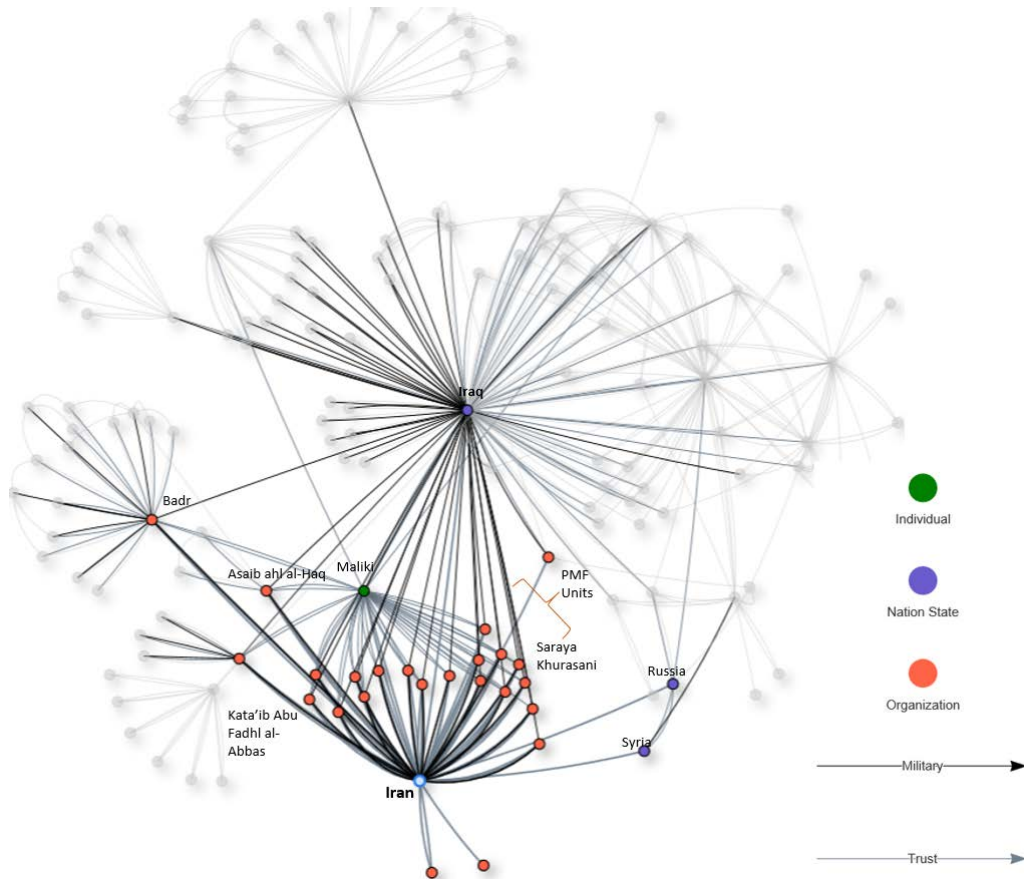 Iraq
Badr
Asaib ahl al-Haq
Maliki
PMF
Units
Saraya
Khurasani
Russia
Kata'ib Abu
Fadhl al-
Abbas
Syria
Iran
Individual
Nation State
Organization
Military
Trust